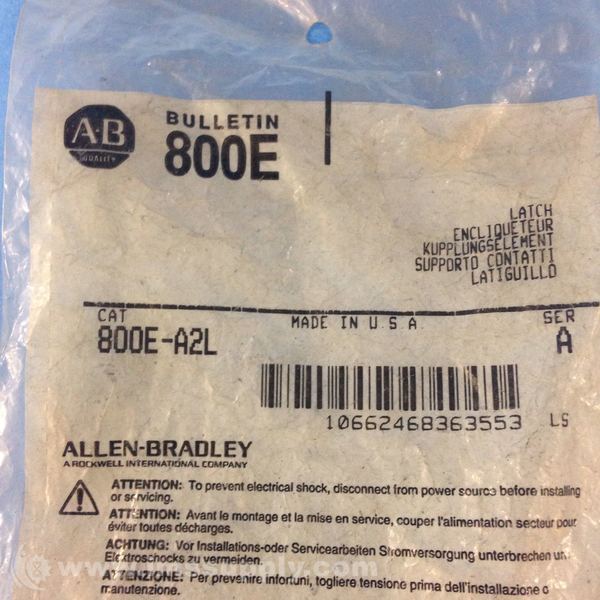 AB
QUALITY
BULLETIN
800E
LATCH
ENCLIQUETEUR
KUPPLUNGSELEMENT
SUPPORTO CONTATTI
LATIGUILLO
CAT
MADE IN U.S.A.
SER
800E-A2L
A
10662468363553
LS
ALLEN-BRADLEY
A ROCKWELL INTERNATIONAL COMPANY
ATTENTION: To prevent electrical shock, disconnect from power source before installing
or servicing.
ATTENTION: Avant le montage et la mise en service, couper l'alimentation secteur pour
éviter toutes décharges.
ACHTUNG: Vor Installations-oder Servicearbeiten Stromversorgung unterbrechen
Elektroschocks zu vermeiden.
ATTENZIONE: Per prevenire infortuni, togliere tensione prima dell'installazione o
manutenzione.